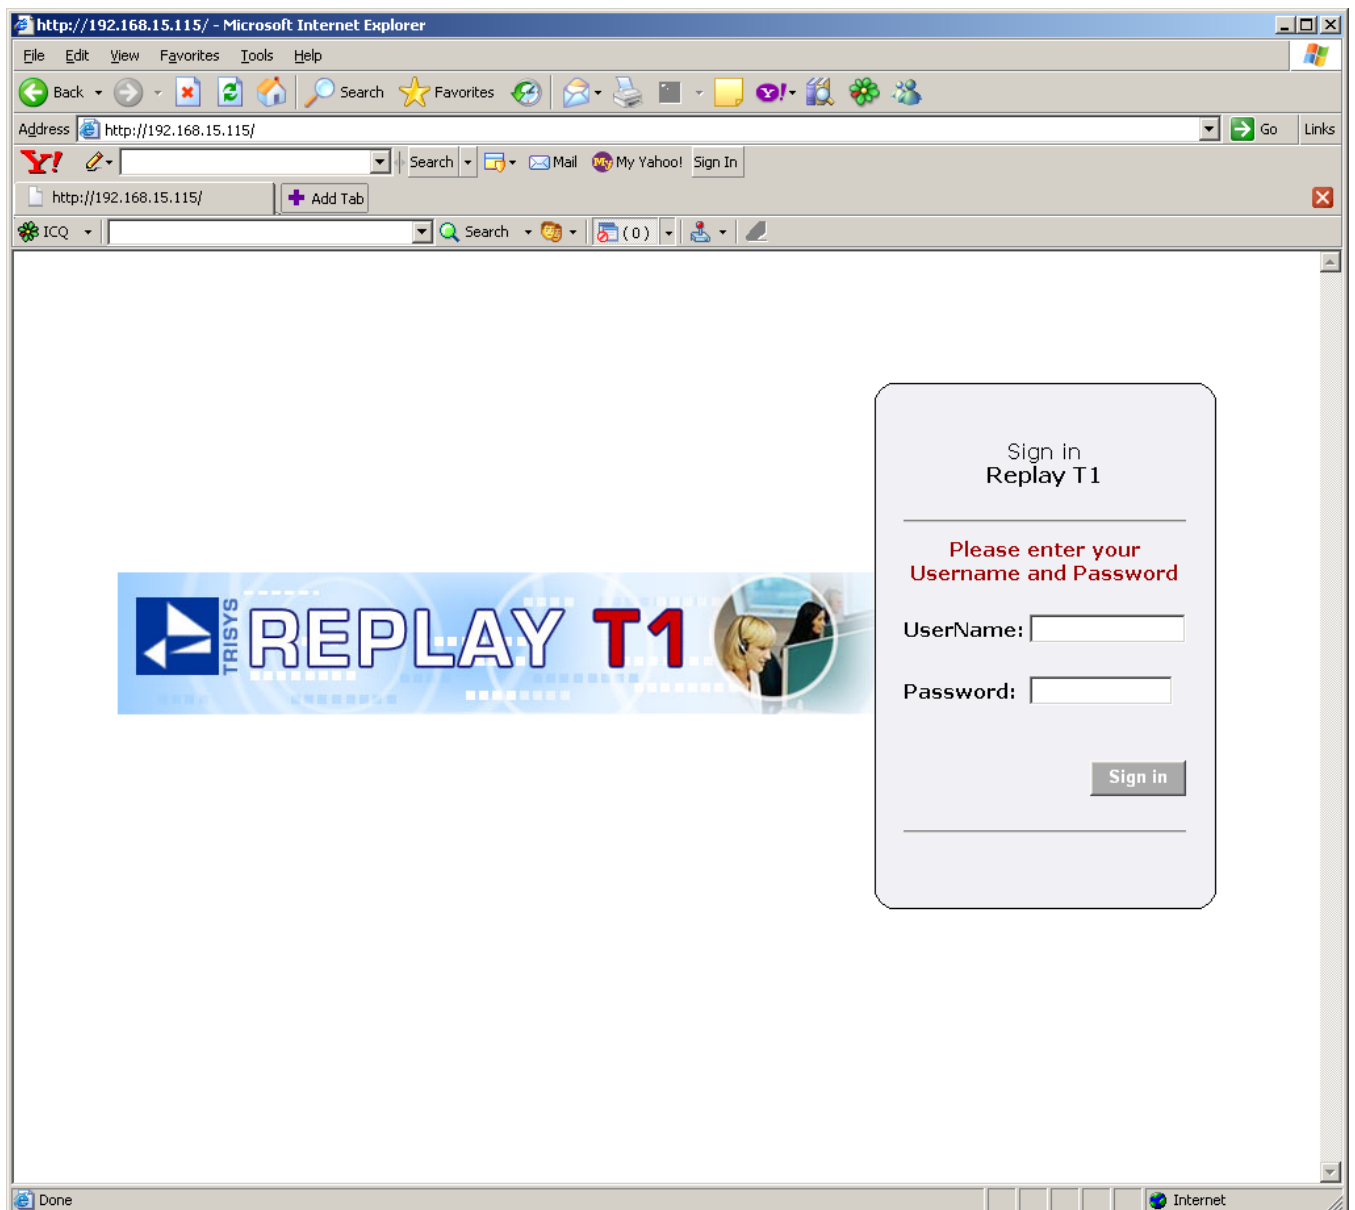 http://192.168.15.115/ - Microsoft Internet Explorer
File Edit View Favorites Tools Help
Back Search Favorites
Address http://192.168.15.115/ Go Links
Y! Search Mail My Yahoo! Sign In
http://192.168.15.115/ Add Tab
ICQ Search (0)
Sign in
Replay T1
Please enter your
Username and Password
TRISYS REPLAY T1
UserName:
Password:
Sign in
Done Internet